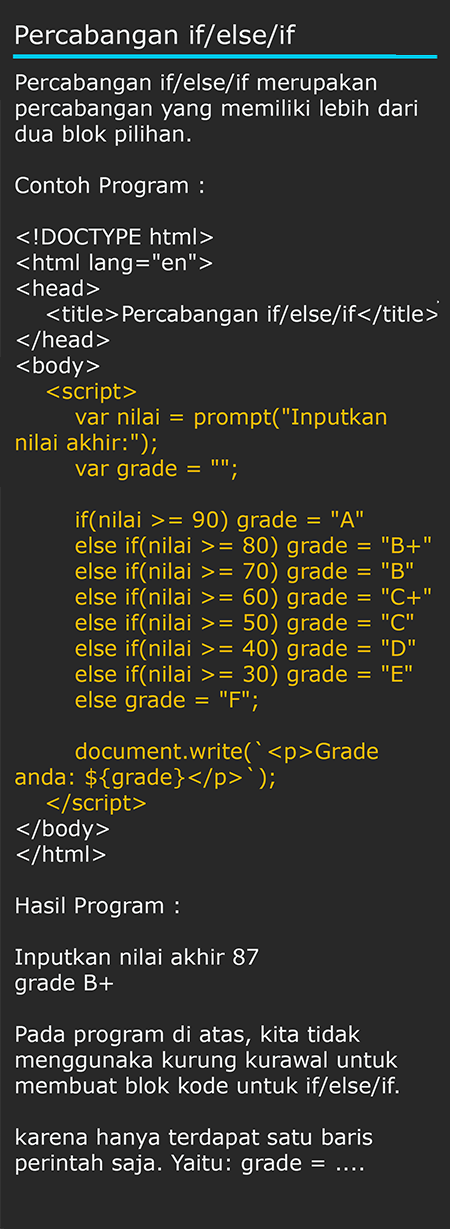 Percabangan if/else/if
Percabangan if/else/if merupakan
percabangan yang memiliki lebih dari
dua blok pilihan.
Contoh Program :
<!DOCTYPE html>
<html lang="en">
<head>
<title>Percabangan if/else/if</title>
</head>
<body>
<script>
var nilai = prompt("Inputkan
nilai akhir:");
var grade = "";
if(nilai >= 90) grade = "A"
else if(nilai >= 80) grade = "B+"
else if(nilai >= 70) grade = "B"
else if(nilai >= 60) grade = "C+"
else if(nilai >= 50) grade = "C"
else if(nilai >= 40) grade = "D"
else if(nilai >= 30) grade = "E"
else grade = "F";
document.write(`<p>Grade
anda: ${grade}</p>`);
</script>
</body>
</html>
Hasil Program :
Inputkan nilai akhir 87
grade B+
Pada program di atas, kita tidak
menggunaka kurung kurawal untuk
membuat blok kode untuk if/else/if.
karena hanya terdapat satu baris
perintah saja. Yaitu: grade = ....